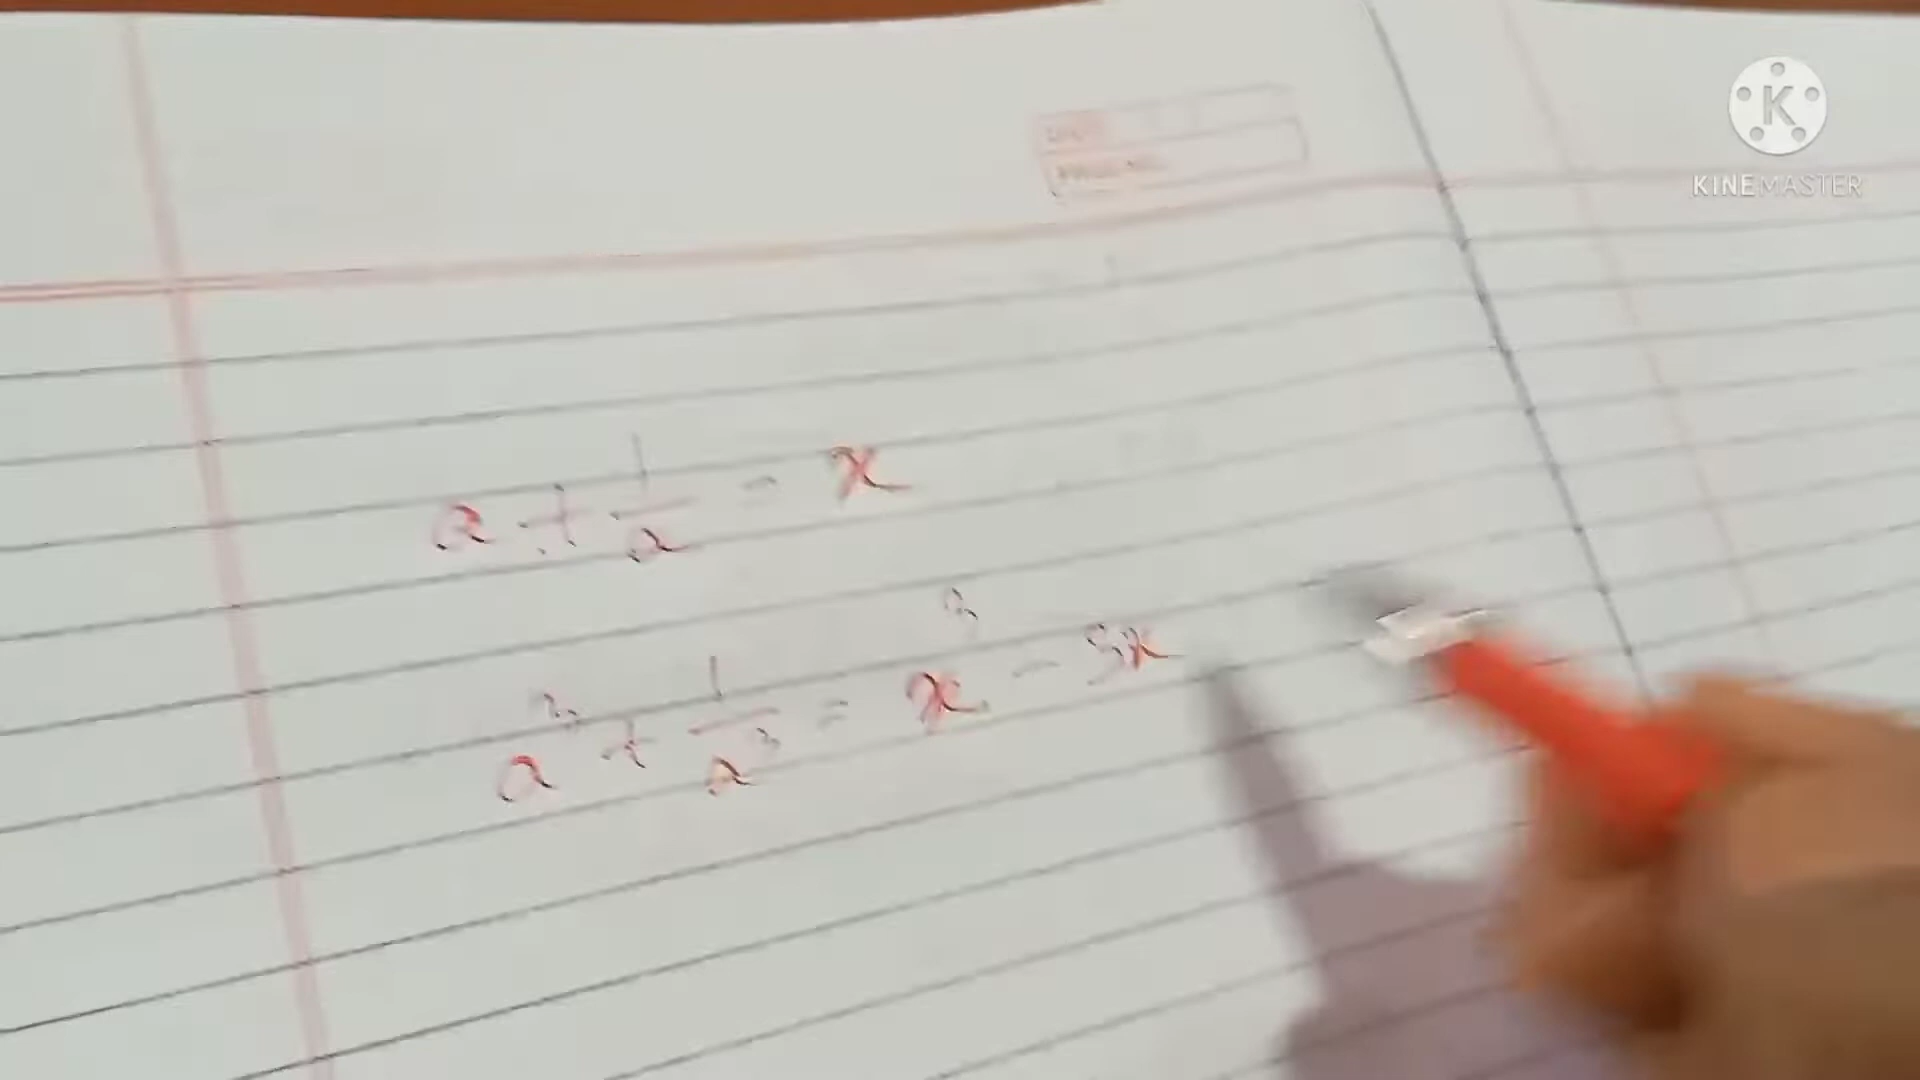 KINEMASTER
a + 1/a = x
a³ + 1/a³ = x³ - 3x